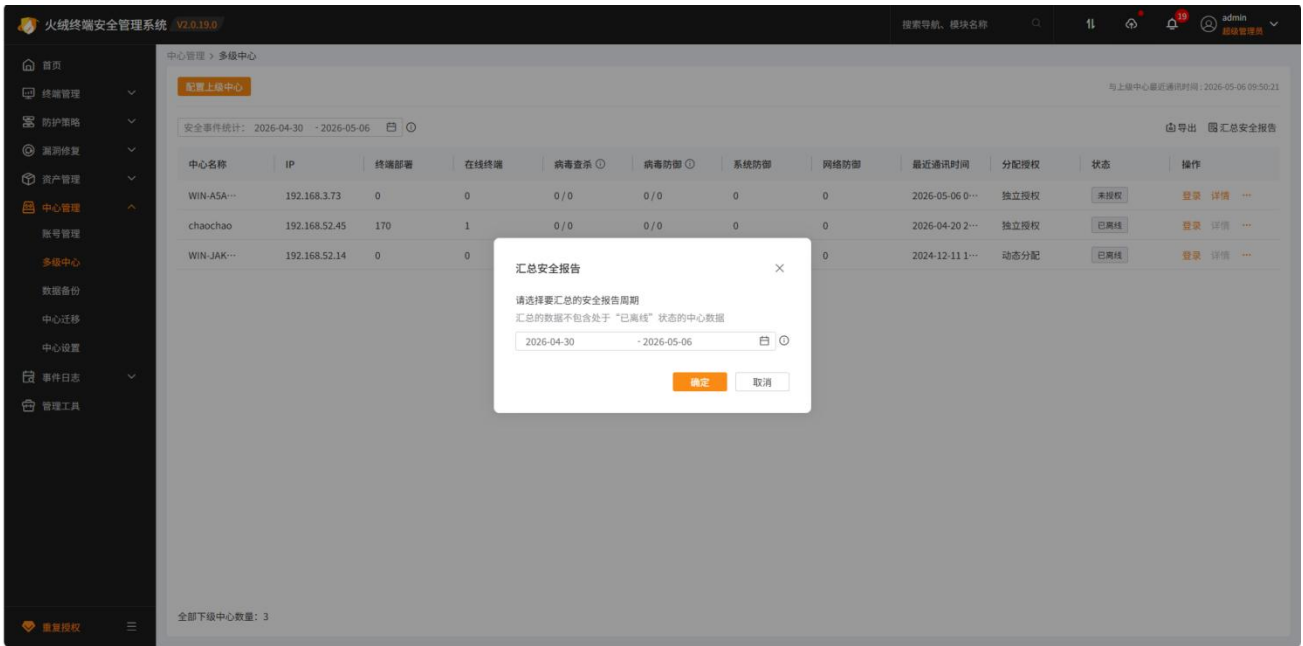 火绒终端安全管理系统 V2.0.19.0 搜索导航、模块名称 19 admin
超级管理员
首页
终端管理
防护策略
漏洞修复
资产管理
中心管理
账号管理
多级中心
数据备份
中心迁移
中心设置
事件日志
管理工具
重复授权
中心管理 > 多级中心
配置上级中心 与上级中心最近通讯时间：2026-05-06 09:50:21
安全事件统计： 2026-04-30 - 2026-05-06 导出 汇总安全报告
中心名称 IP 终端部署 在线终端 病毒查杀 病毒防御 系统防御 网络防御 最近通讯时间 分配授权 状态 操作
WIN-A5A··· 192.168.3.73 0 0 0 / 0 0 / 0 0 0 2026-05-06 0··· 独立授权 未授权 登录 详情 ···
chaochao 192.168.52.45 170 1 0 / 0 0 / 0 0 0 2026-04-20 2··· 独立授权 已离线 登录 详情 ···
WIN-JAK··· 192.168.52.14 0 0 0 2024-12-11 1··· 动态分配 已离线 登录 详情 ···
汇总安全报告
请选择要汇总的安全报告周期
汇总的数据不包含处于“已离线”状态的中心数据
2026-04-30 - 2026-05-06
确定 取消
全部下级中心数量：3